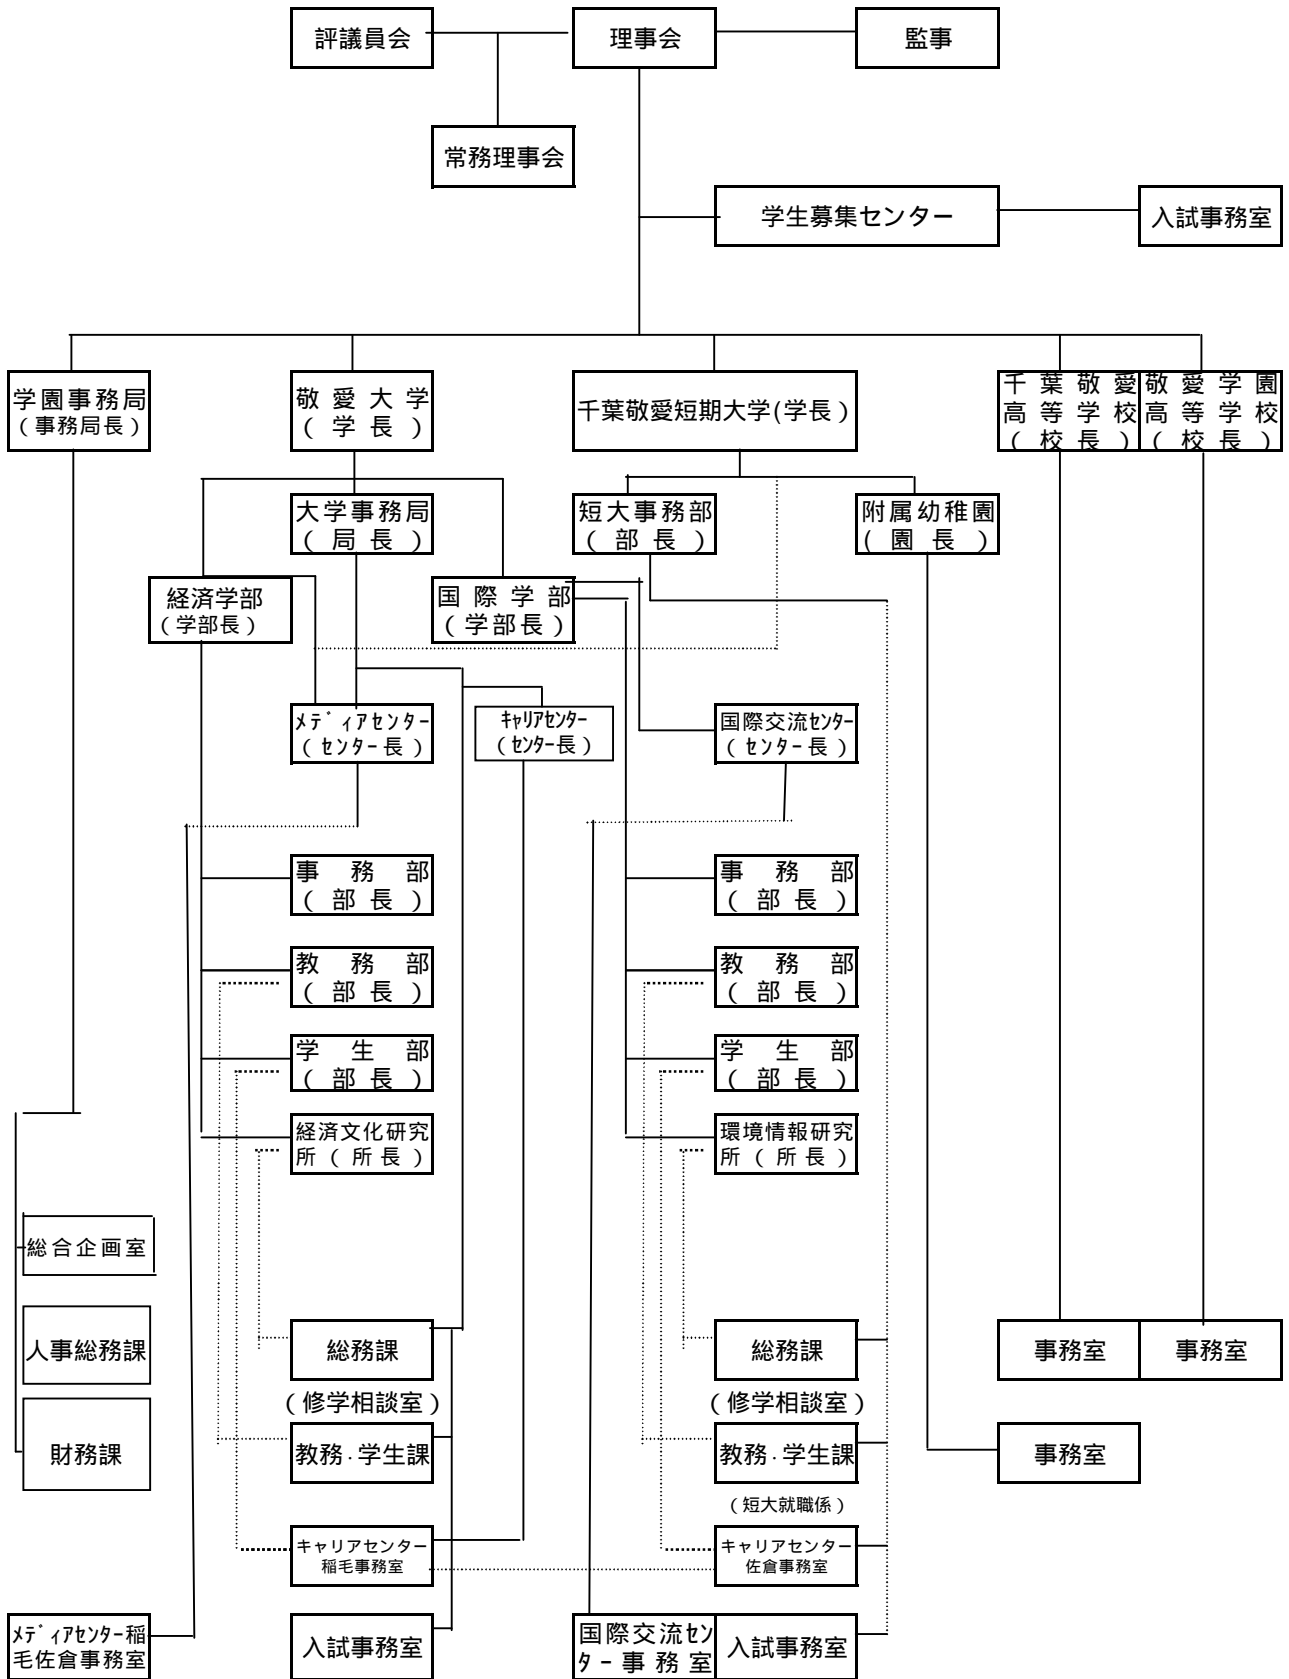 評議員会
理事会
監事
常務理事会
学生募集センター
入試事務室
学園事務局
(事務局長)
敬愛大学
(学長)
千葉敬愛短期大学(学長)
千葉敬愛
高等学校
(校長)
敬愛学園
高等学校
(校長)
大学事務局
(局長)
短大事務部
(部長)
附属幼稚園
(園長)
経済学部
(学部長)
国際学部
(学部長)
ﾒﾃﾞｨｱｾﾝﾀｰ
(ｾﾝﾀｰ長)
ｷｬﾘｱｾﾝﾀｰ
(ｾﾝﾀｰ長)
国際交流ｾﾝﾀｰ
(ｾﾝﾀｰ長)
事務部
(部長)
事務部
(部長)
教務部
(部長)
教務部
(部長)
学生部
(部長)
学生部
(部長)
経済文化研究
所(所長)
環境情報研究
所(所長)
総合企画室
人事総務課
総務課
総務課
事務室
事務室
(修学相談室)
(修学相談室)
財務課
教務·学生課
教務·学生課
事務室
(短大就職係)
キャリアセンター
稲毛事務室
キャリアセンター
佐倉事務室
ﾒﾃﾞｨｱｾﾝﾀｰ稲
毛佐倉事務室
入試事務室
国際交流ｾﾝ
ﾀｰ事務室
入試事務室